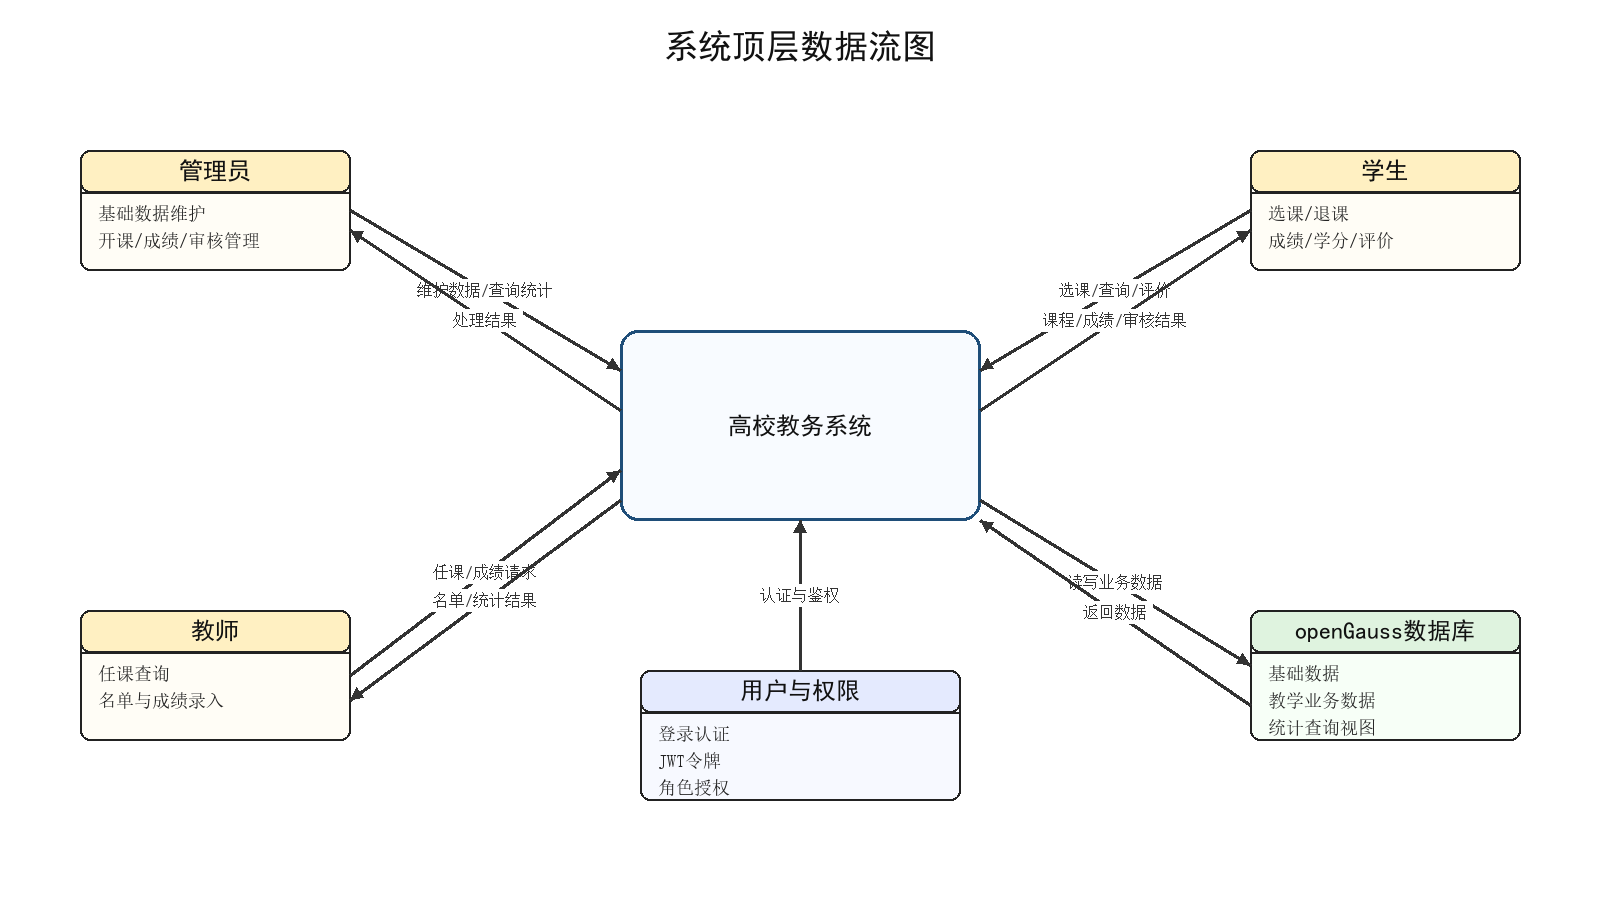 系统顶层数据流图
管理员
基础数据维护
开课/成绩/审核管理
学生
选课/退课
成绩/学分/评价
维护数据/查询统计
处理结果
选课/查询/评价
课程/成绩/审核结果
高校教务系统
任课/成绩请求
名单/统计结果
认证与鉴权
读写业务数据
返回数据
教师
任课查询
名单与成绩录入
用户与权限
登录认证
JWT令牌
角色授权
openGauss数据库
基础数据
教学业务数据
统计查询视图